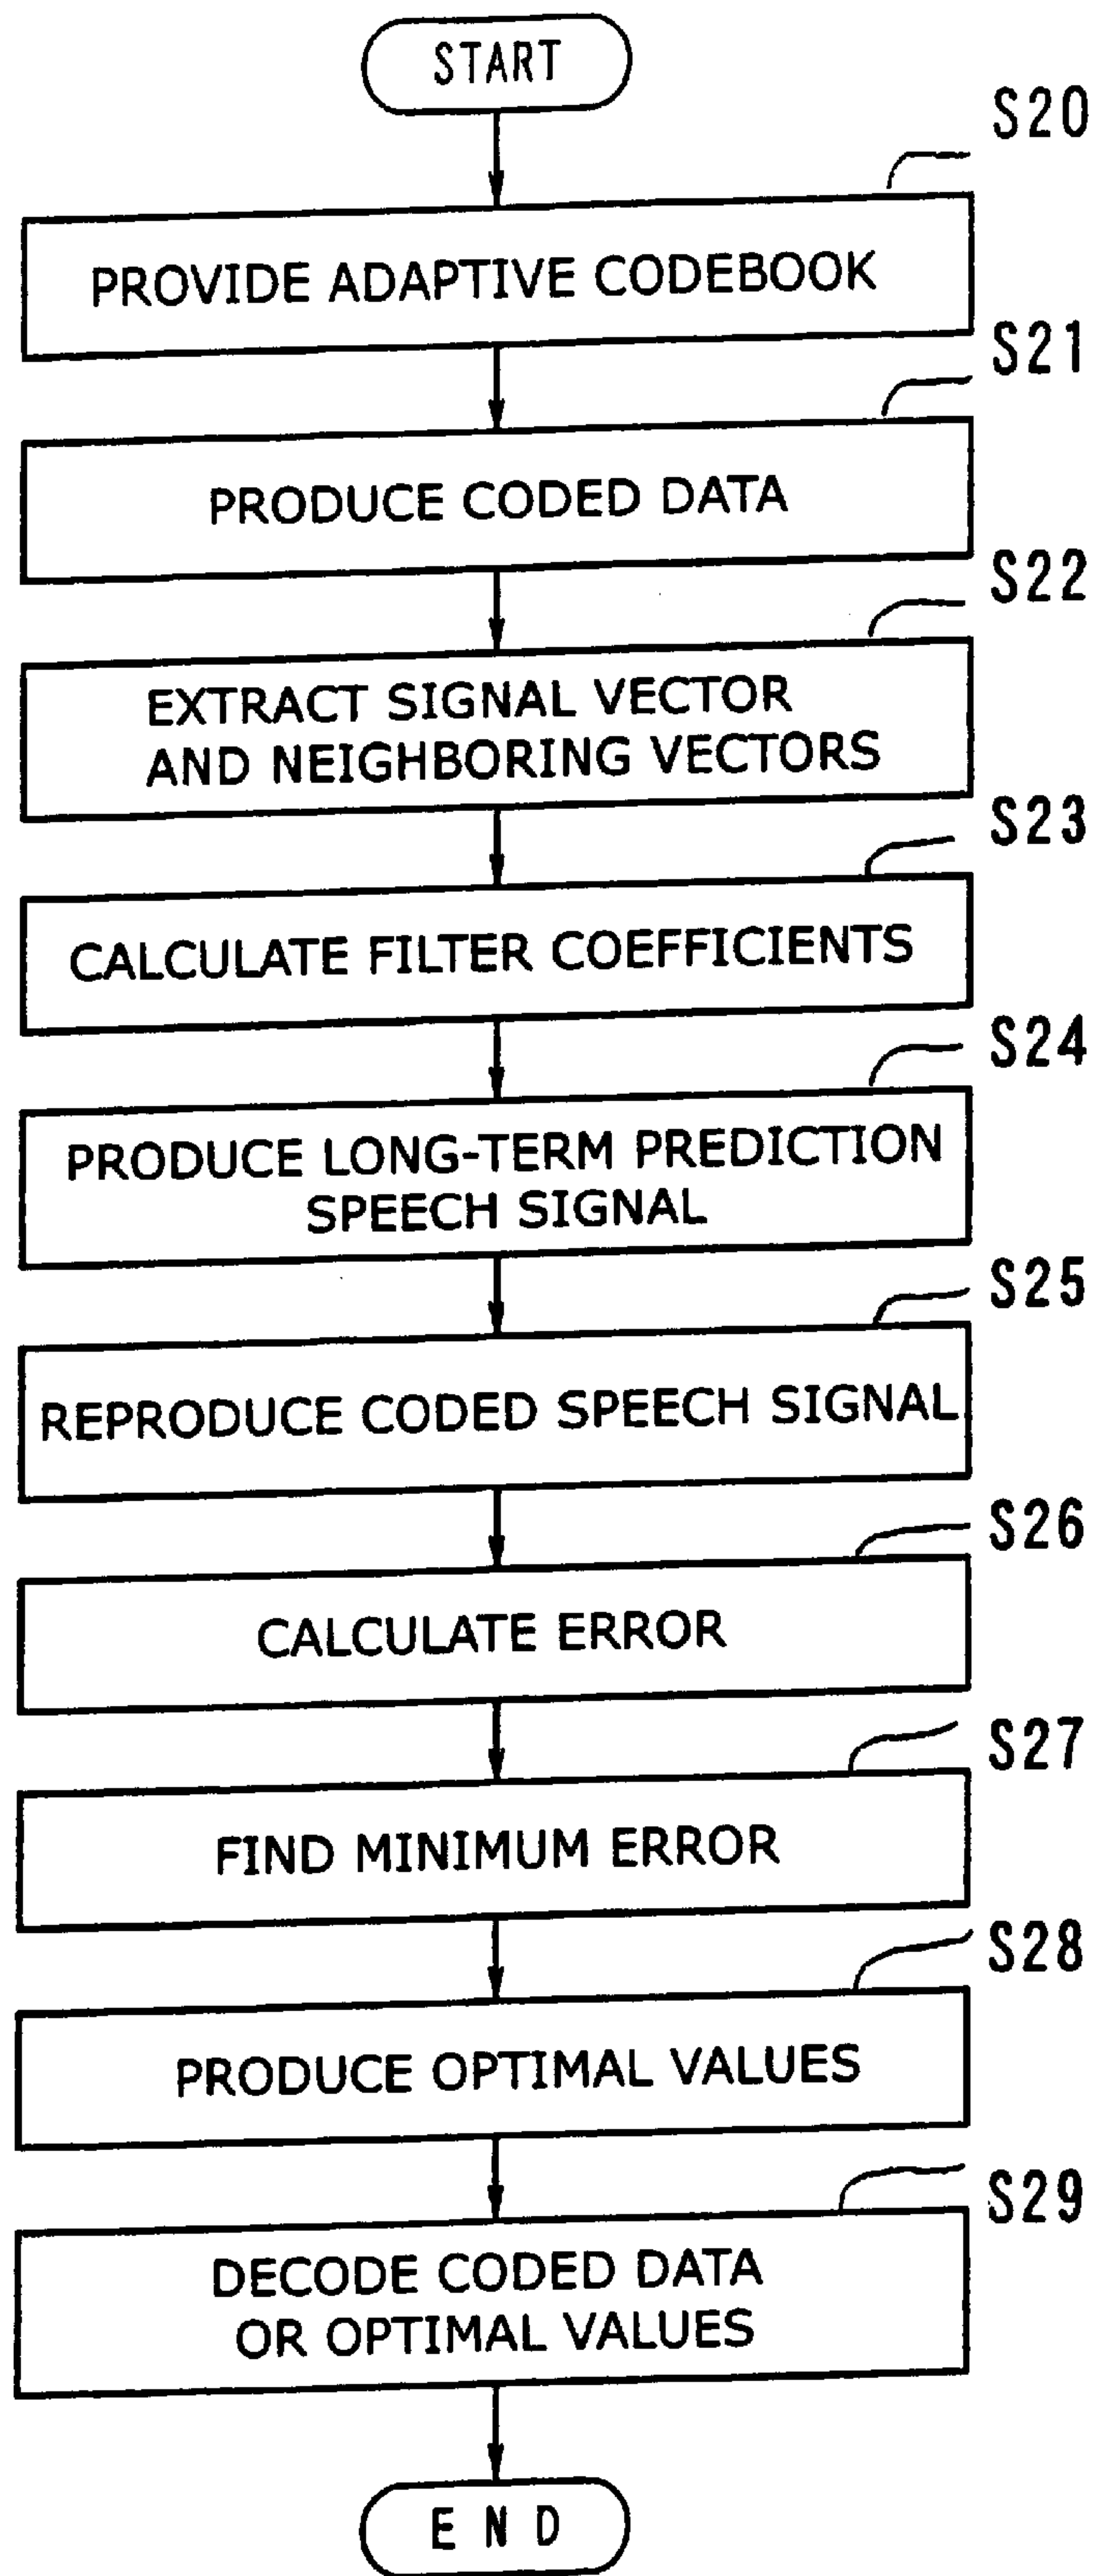 START
S20
PROVIDE ADAPTIVE CODEBOOK
S21
PRODUCE CODED DATA
S22
EXTRACT SIGNAL VECTOR
AND NEIGHBORING VECTORS
S23
CALCULATE FILTER COEFFICIENTS
S24
PRODUCE LONG-TERM PREDICTION
SPEECH SIGNAL
S25
REPRODUCE CODED SPEECH SIGNAL
S26
CALCULATE ERROR
S27
FIND MINIMUM ERROR
S28
PRODUCE OPTIMAL VALUES
S29
DECODE CODED DATA
OR OPTIMAL VALUES
END